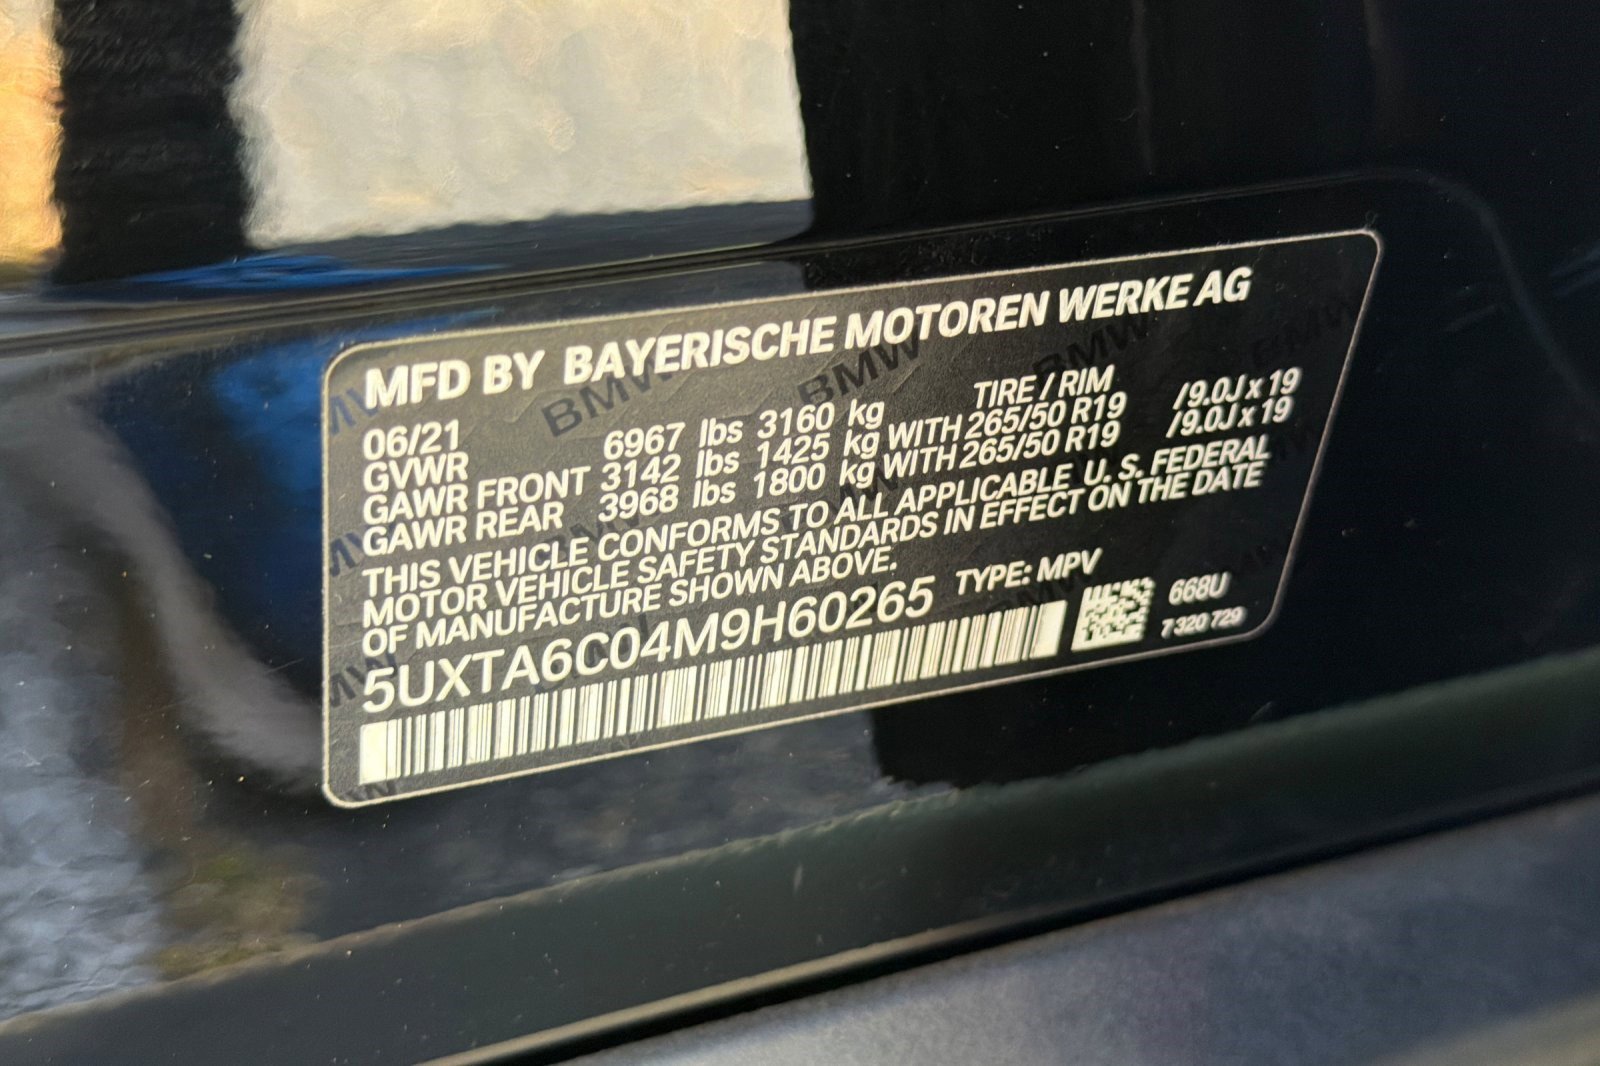 MFD BY BAYERISCHE MOTOREN WERKE AG
06/21 TIRE / RIM
GVWR 6967 lbs 3160 kg
GAWR FRONT 3142 lbs 1425 kg WITH 265/50 R19 /9.0J x 19
GAWR REAR 3968 lbs 1800 kg WITH 265/50 R19 /9.0J x 19
THIS VEHICLE CONFORMS TO ALL APPLICABLE U. S. FEDERAL
MOTOR VEHICLE SAFETY STANDARDS IN EFFECT ON THE DATE
OF MANUFACTURE SHOWN ABOVE.
5UXTA6C04M9H60265 TYPE: MPV
668U
7 320 729